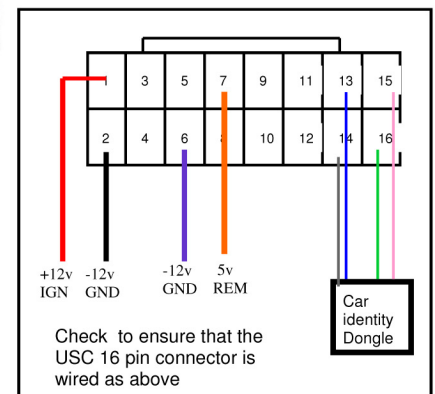 1 3 5 7 9 11 13 15
2 4 6 8 10 12 14 16
+12v -12v -12v 5v
IGN GND GND REM
Car
identity
Dongle
Check to ensure that the
USC 16 pin connector is
wired as above